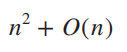 n² + O(n)